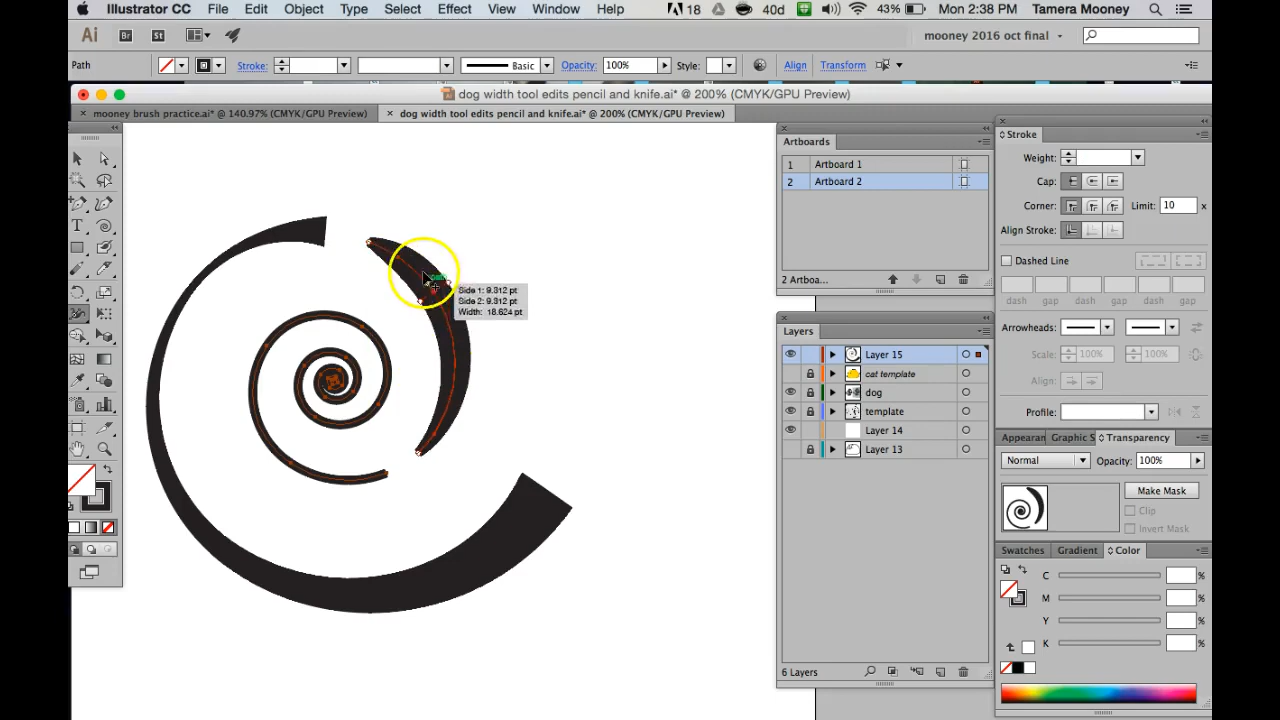 Illustrator CC File Edit Object Type Select Effect View Window Help 18 40d 43% Mon 2:38 PM Tamera Mooney
Ai Br St mooney 2016 oct final
Path Stroke: Basic Opacity: 100% Style: Align Transform
dog width tool edits pencil and knife.ai* @ 200% (CMYK/GPU Preview)
mooney brush practice.ai* @ 140.97% (CMYK/GPU Preview) dog width tool edits pencil and knife.ai* @ 200% (CMYK/GPU Preview)
Artboards
1 Artboard 1
2 Artboard 2
2 Artboa...
Layers
Layer 15
cat template
dog
template
Layer 14
Layer 13
6 Layers
Side 1: 9.312 pt
Side 2: 9.312 pt
Width: 18.624 pt
Stroke
Weight:
Cap:
Corner: Limit: 10 x
Align Stroke:
Dashed Line
dash gap dash gap dash gap
Arrowheads:
Scale: 100% 100%
Align:
Profile:
Appearan Graphic S Transparency
Normal Opacity: 100%
Make Mask
Clip
Invert Mask
Swatches Gradient Color
C %
M %
Y %
K %